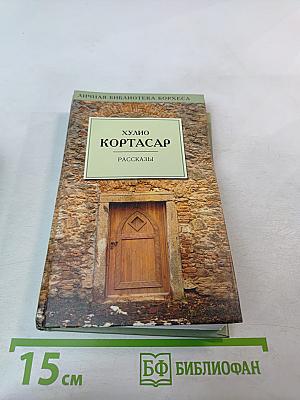 ЛИЧНАЯ БИБЛИОТЕКА БОРХЕСА
ХУЛИО
КОРТАСАР
РАССКАЗЫ
15 см
БФ БИБЛИОФАН